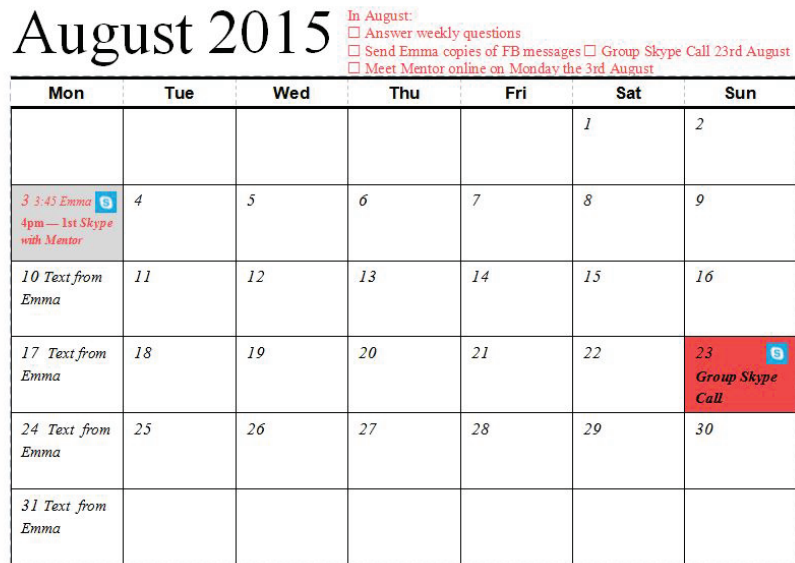 August 2015
In August:
☐ Answer weekly questions
☐ Send Emma copies of FB messages ☐ Group Skype Call 23rd August
☐ Meet Mentor online on Monday the 3rd August
Mon Tue Wed Thu Fri Sat Sun
1 2
3 3:45 Emma 4 5 6 7 8 9
4pm — 1st Skype
with Mentor
10 Text from 11 12 13 14 15 16
Emma
17 Text from 18 19 20 21 22 23
Emma Group Skype
Call
24 Text from 25 26 27 28 29 30
Emma
31 Text from
Emma